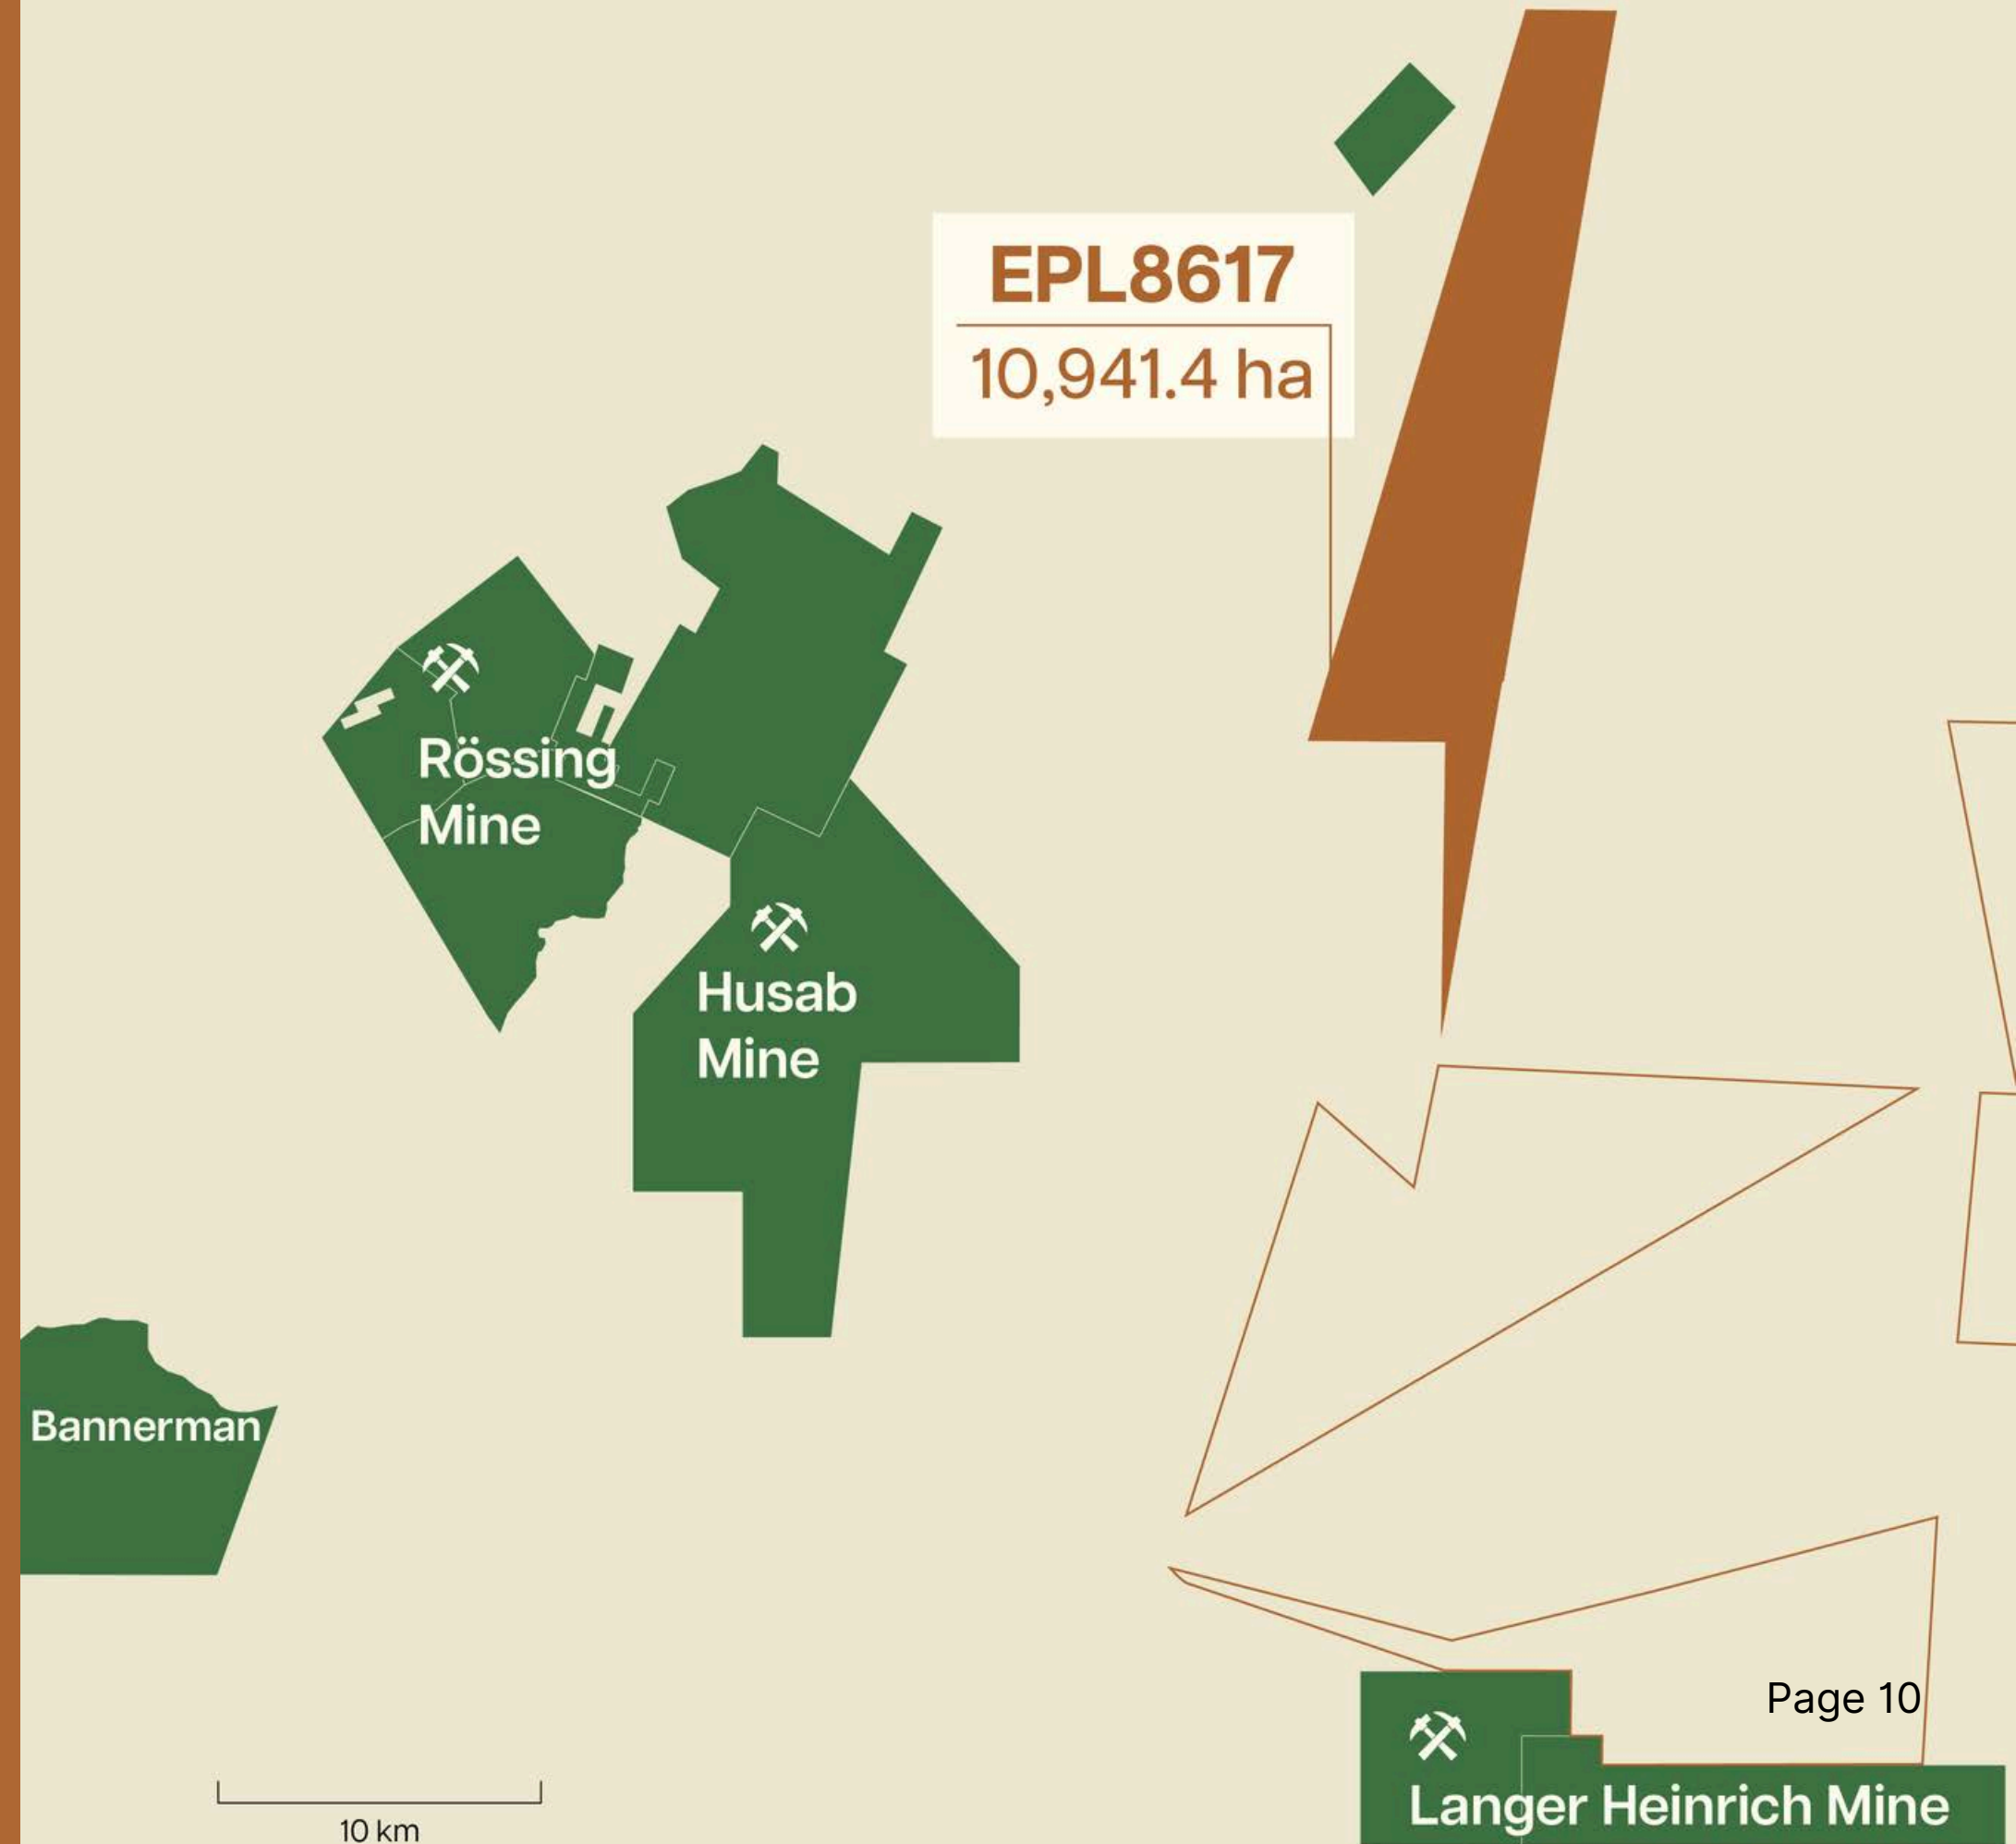 EPL8617
10,941.4 ha
Rössing
Mine
Husab
Mine
Bannerman
Page 10
Langer Heinrich Mine
10 km